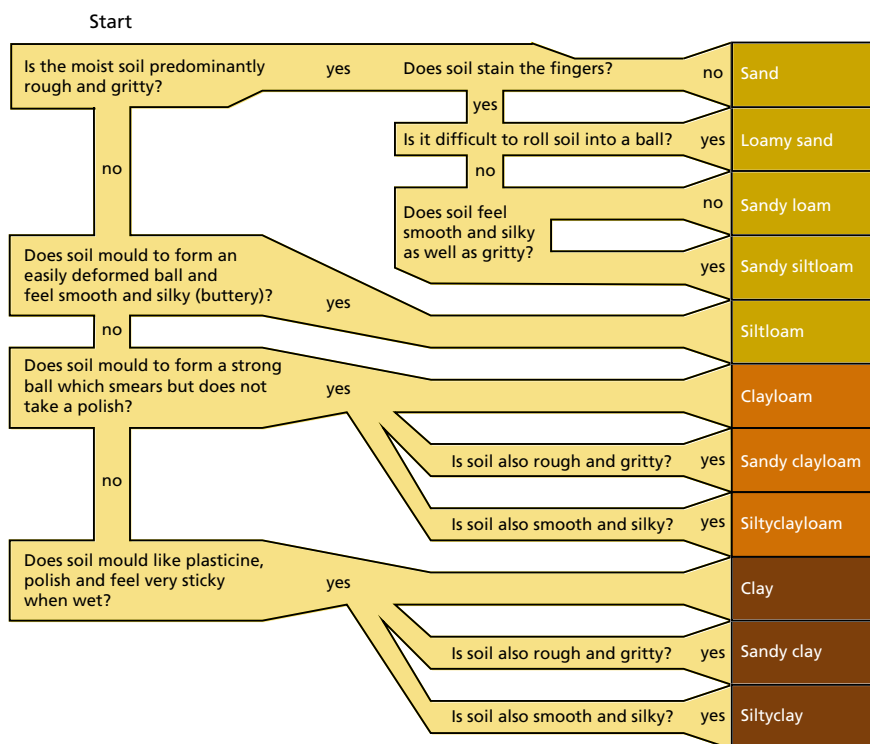 Start
Is the moist soil predominantly
rough and gritty?
yes
Does soil stain the fingers?
no
Sand
yes
Is it difficult to roll soil into a ball?
yes
Loamy sand
no
no
Does soil feel
smooth and silky
as well as gritty?
no
Sandy loam
yes
Sandy siltloam
Does soil mould to form an
easily deformed ball and
feel smooth and silky (buttery)?
yes
Siltloam
no
Does soil mould to form a strong
ball which smears but does not
take a polish?
yes
Clayloam
Is soil also rough and gritty?
yes
Sandy clayloam
no
Is soil also smooth and silky?
yes
Siltyclayloam
Does soil mould like plasticine,
polish and feel very sticky
when wet?
yes
Clay
Is soil also rough and gritty?
yes
Sandy clay
Is soil also smooth and silky?
yes
Siltyclay